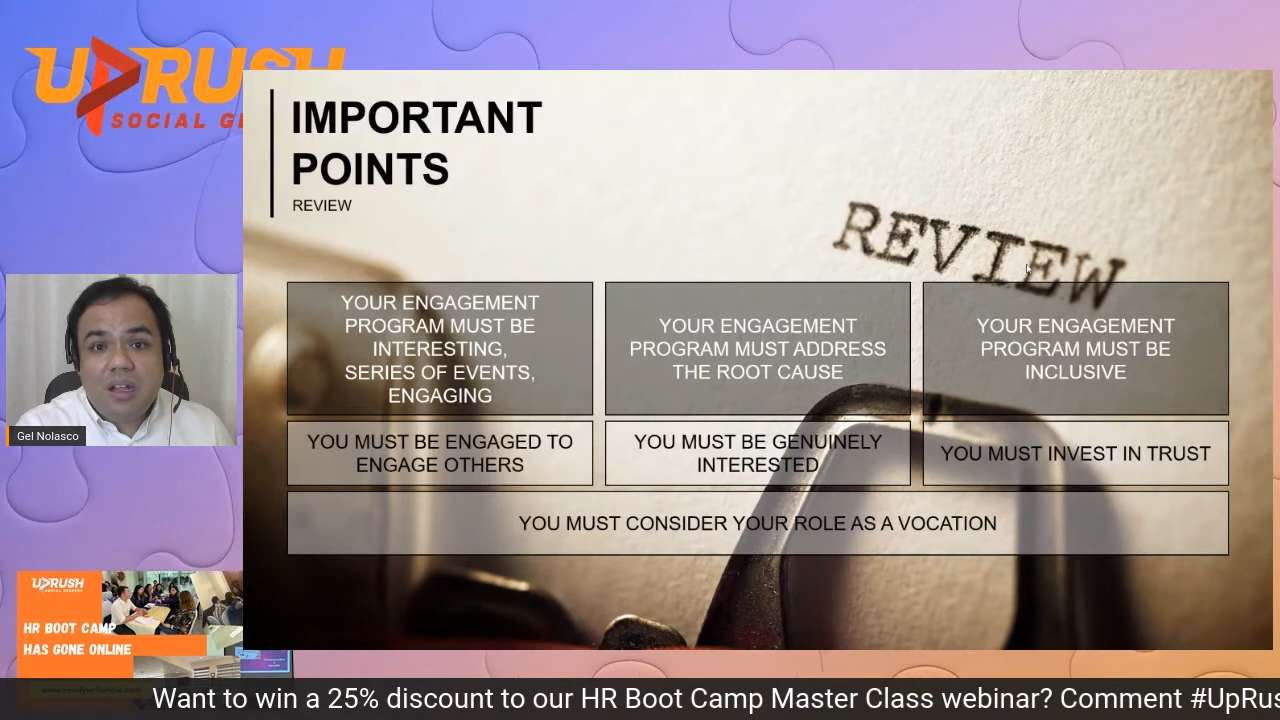 UPRUSH
SOCIAL
IMPORTANT
POINTS
REVIEW
REVIEW
YOUR ENGAGEMENT
PROGRAM MUST BE
INTERESTING,
SERIES OF EVENTS,
ENGAGING
YOUR ENGAGEMENT
PROGRAM MUST ADDRESS
THE ROOT CAUSE
YOUR ENGAGEMENT
PROGRAM MUST BE
INCLUSIVE
YOU MUST BE ENGAGED TO
ENGAGE OTHERS
YOU MUST BE GENUINELY
INTERESTED
YOU MUST INVEST IN TRUST
YOU MUST CONSIDER YOUR ROLE AS A VOCATION
Gel Nolasco
UPRUSH
HR BOOT CAMP
HAS GONE ONLINE
Want to win a 25% discount to our HR Boot Camp Master Class webinar? Comment #UpRus